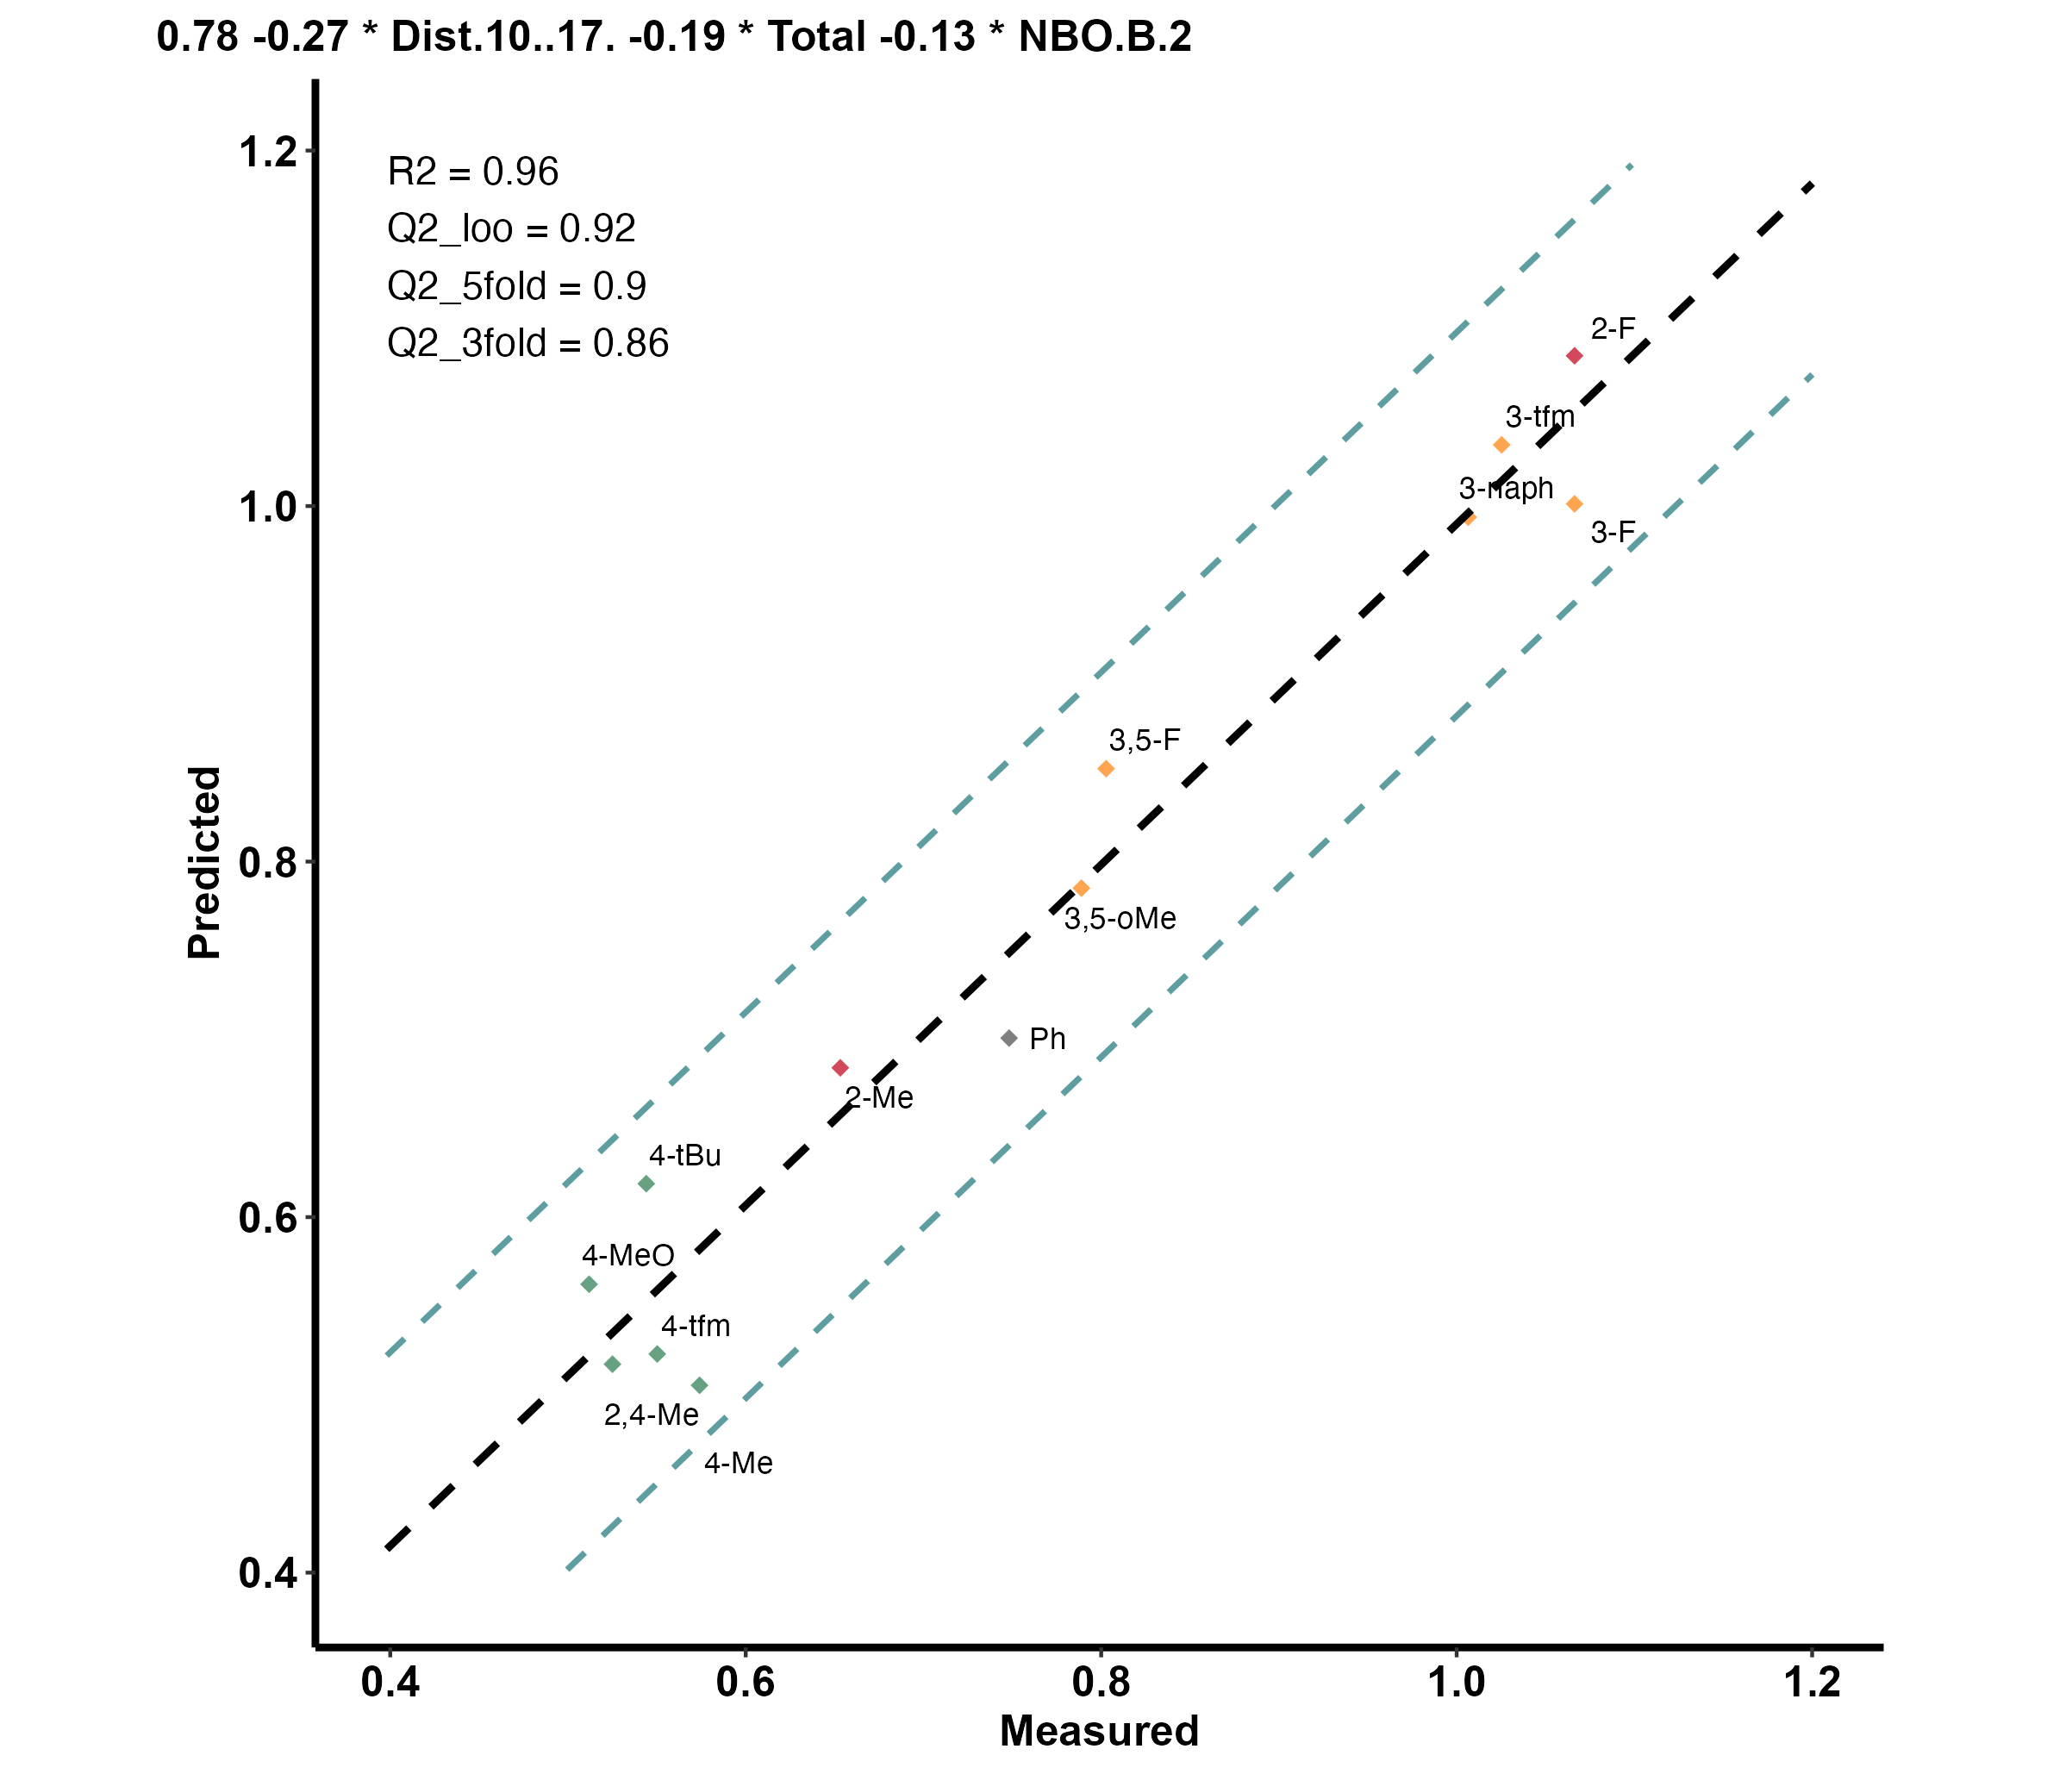 0.78 -0.27 * Dist.10..17. -0.19 * Total -0.13 * NBO.B.2
1.2
1.0
0.8
0.6
0.4
Predicted
R2 = 0.96
Q2_loo = 0.92
Q2_5fold = 0.9
Q2_3fold = 0.86
2-F
3-tfm
3-naph
3-F
3,5-F
3,5-oMe
Ph
2-Me
4-tBu
4-MeO
4-tfm
2,4-Me
4-Me
0.4 0.6 0.8 1.0 1.2
Measured